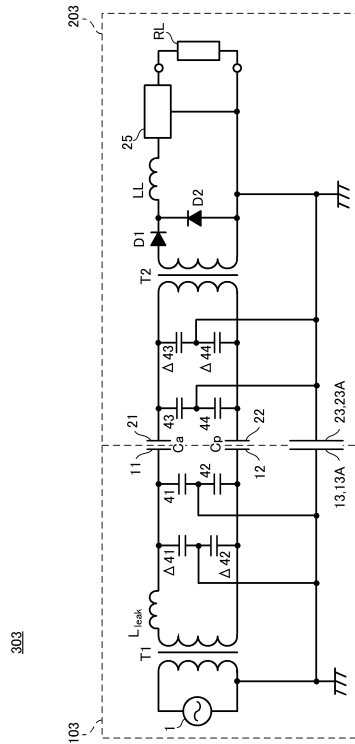 303
103
203
1
T1
L leak
Δ41
Δ42
41
42
11
21
Ca
Cp
12
22
43
44
Δ43
Δ44
T2
D1
D2
LL
25
RL
13,13A
23,23A